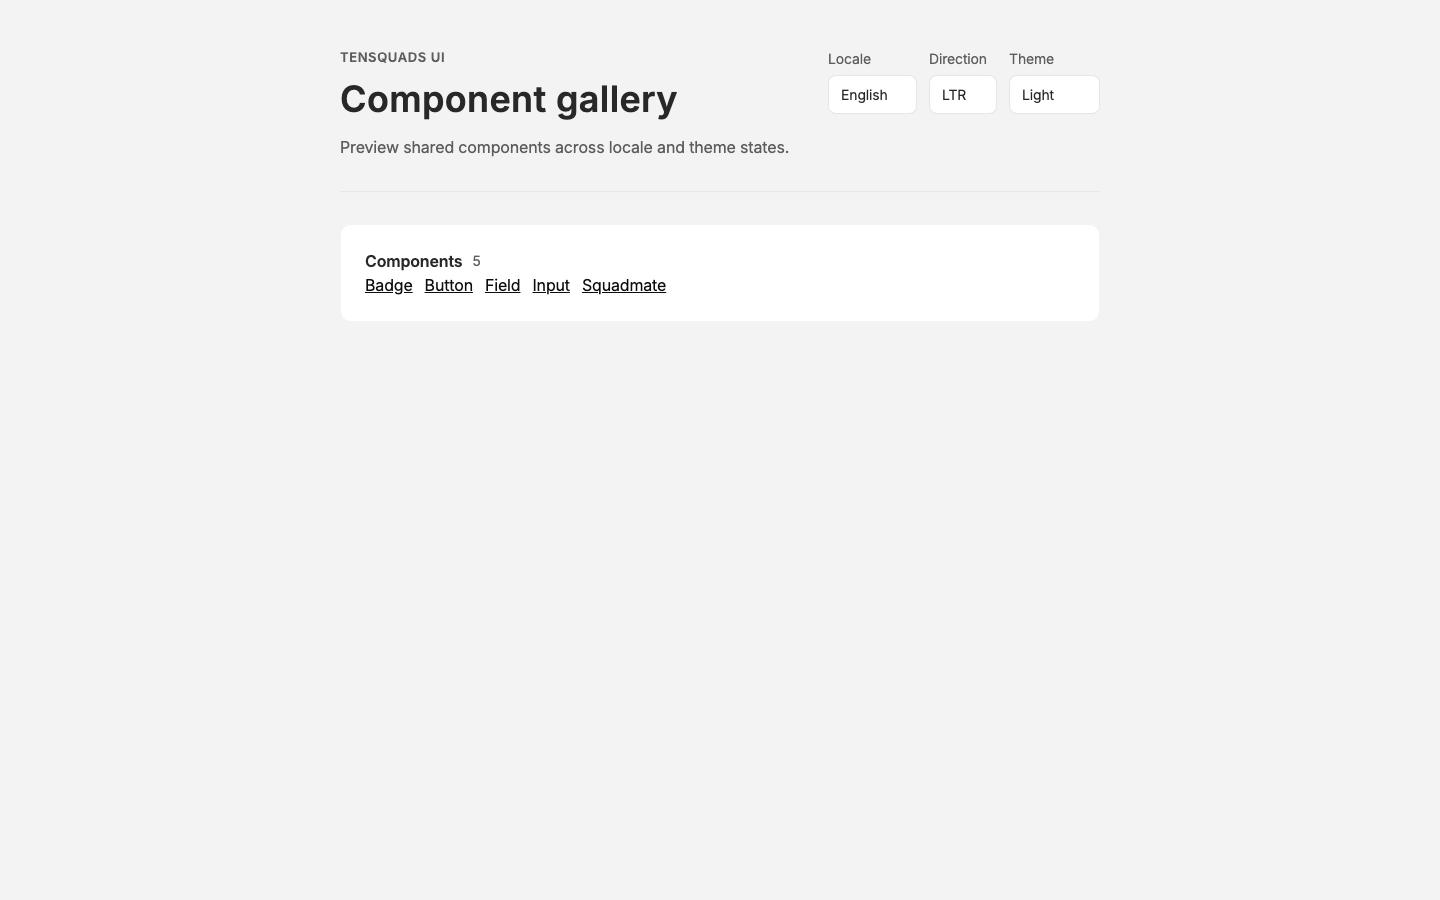 TENSQUADS UI
Component gallery
Preview shared components across locale and theme states.
Locale Direction Theme
English LTR Light
Components 5
Badge Button Field Input Squadmate